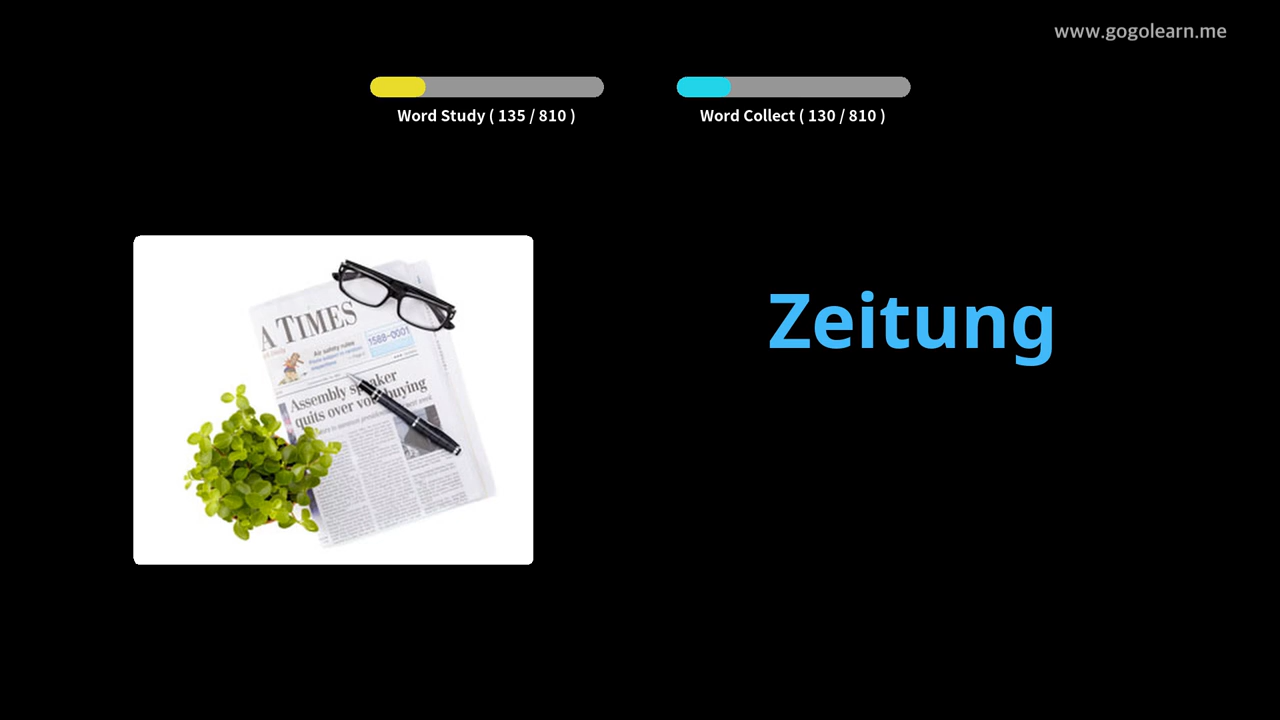 www.gogolearn.me
Word Study ( 135 / 810 )
Word Collect ( 130 / 810 )
Zeitung
A TIMES
Air safety rules
1588-0001
Assembly speaker
quits over vote buying